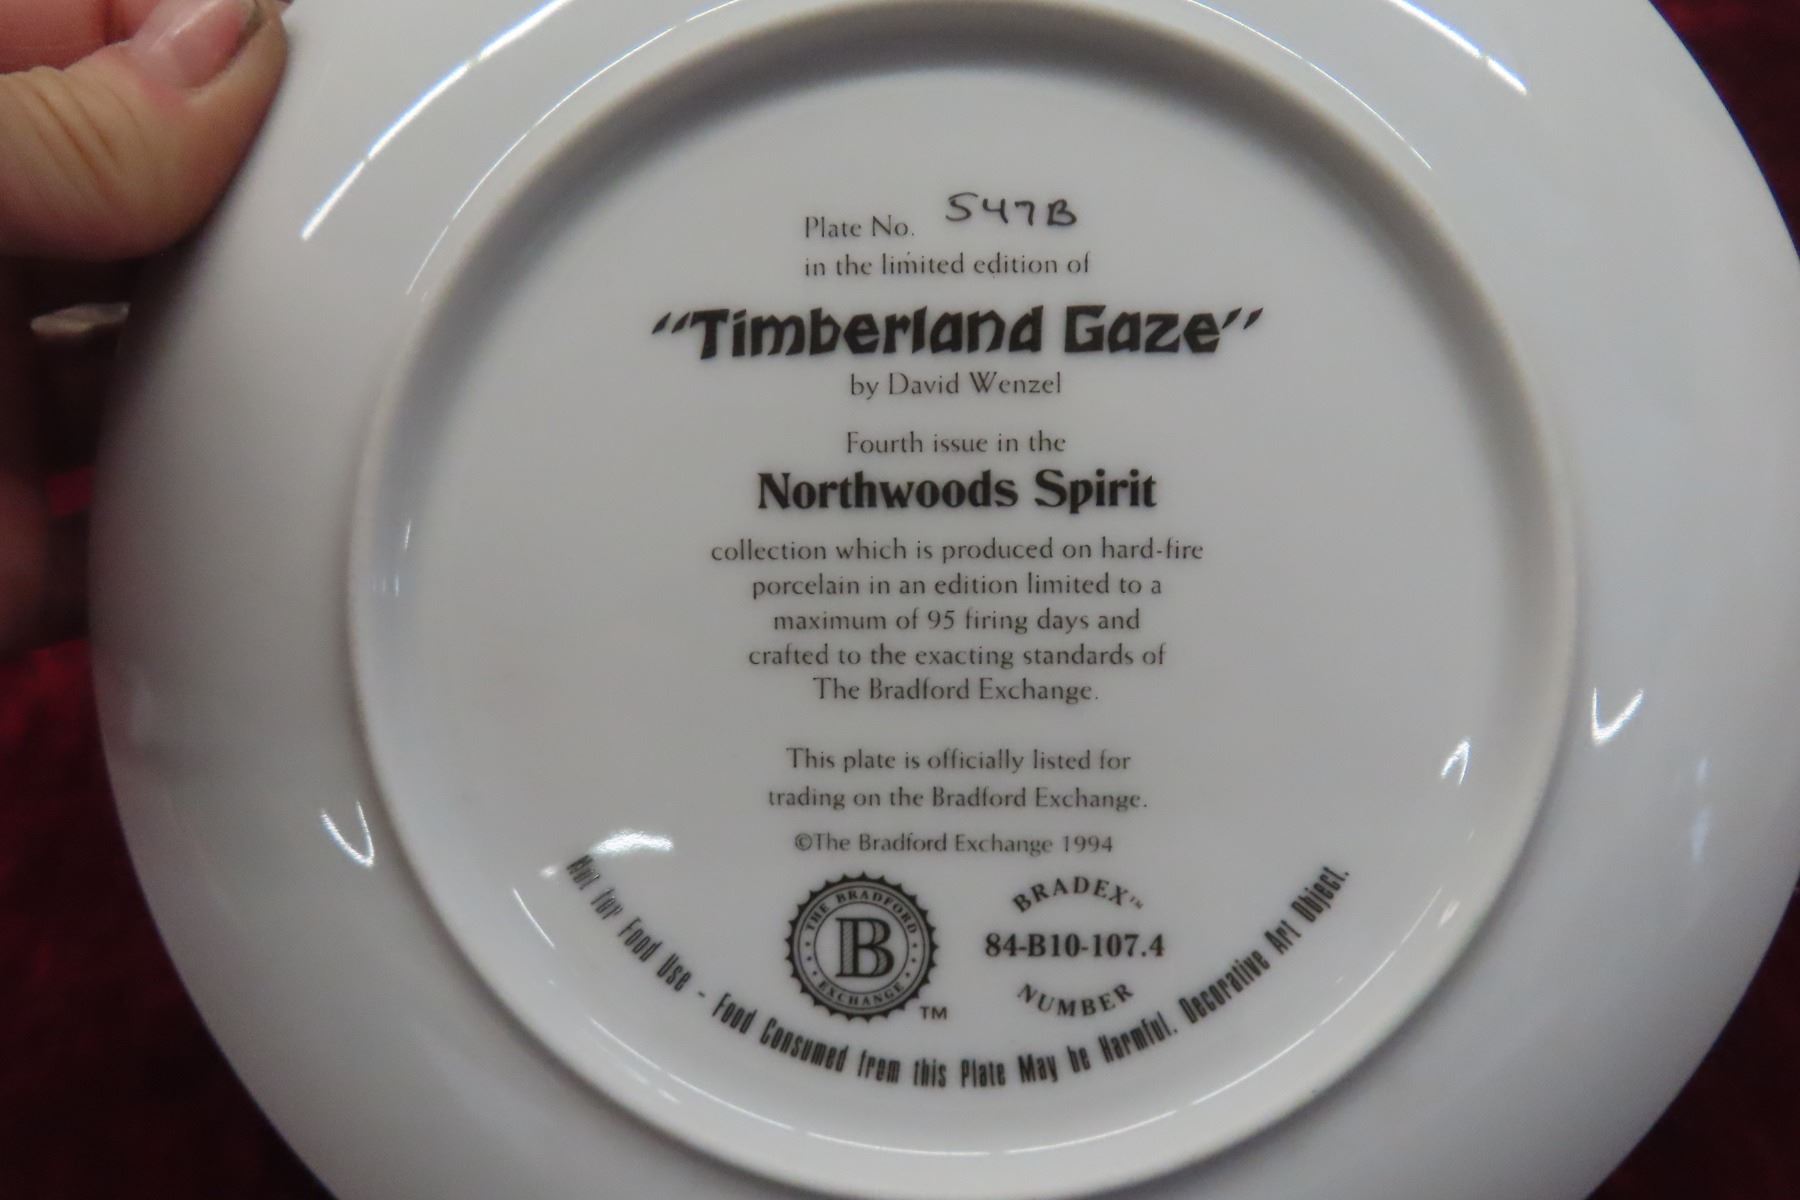 Plate No. 547B
in the limited edition of
"Timberland Gaze"
by David Wenzel
Fourth issue in the
Northwoods Spirit
collection which is produced on hard-fire
porcelain in an edition limited to a
maximum of 95 firing days and
crafted to the exacting standards of
The Bradford Exchange.
This plate is officially listed for
trading on the Bradford Exchange.
©The Bradford Exchange 1994
THE BRADFORD
B
EXCHANGE
TM
BRADEX™
84-B10-107.4
NUMBER
Not for Food Use - Food Consumed from this Plate May be Harmful. Decorative Art Object.